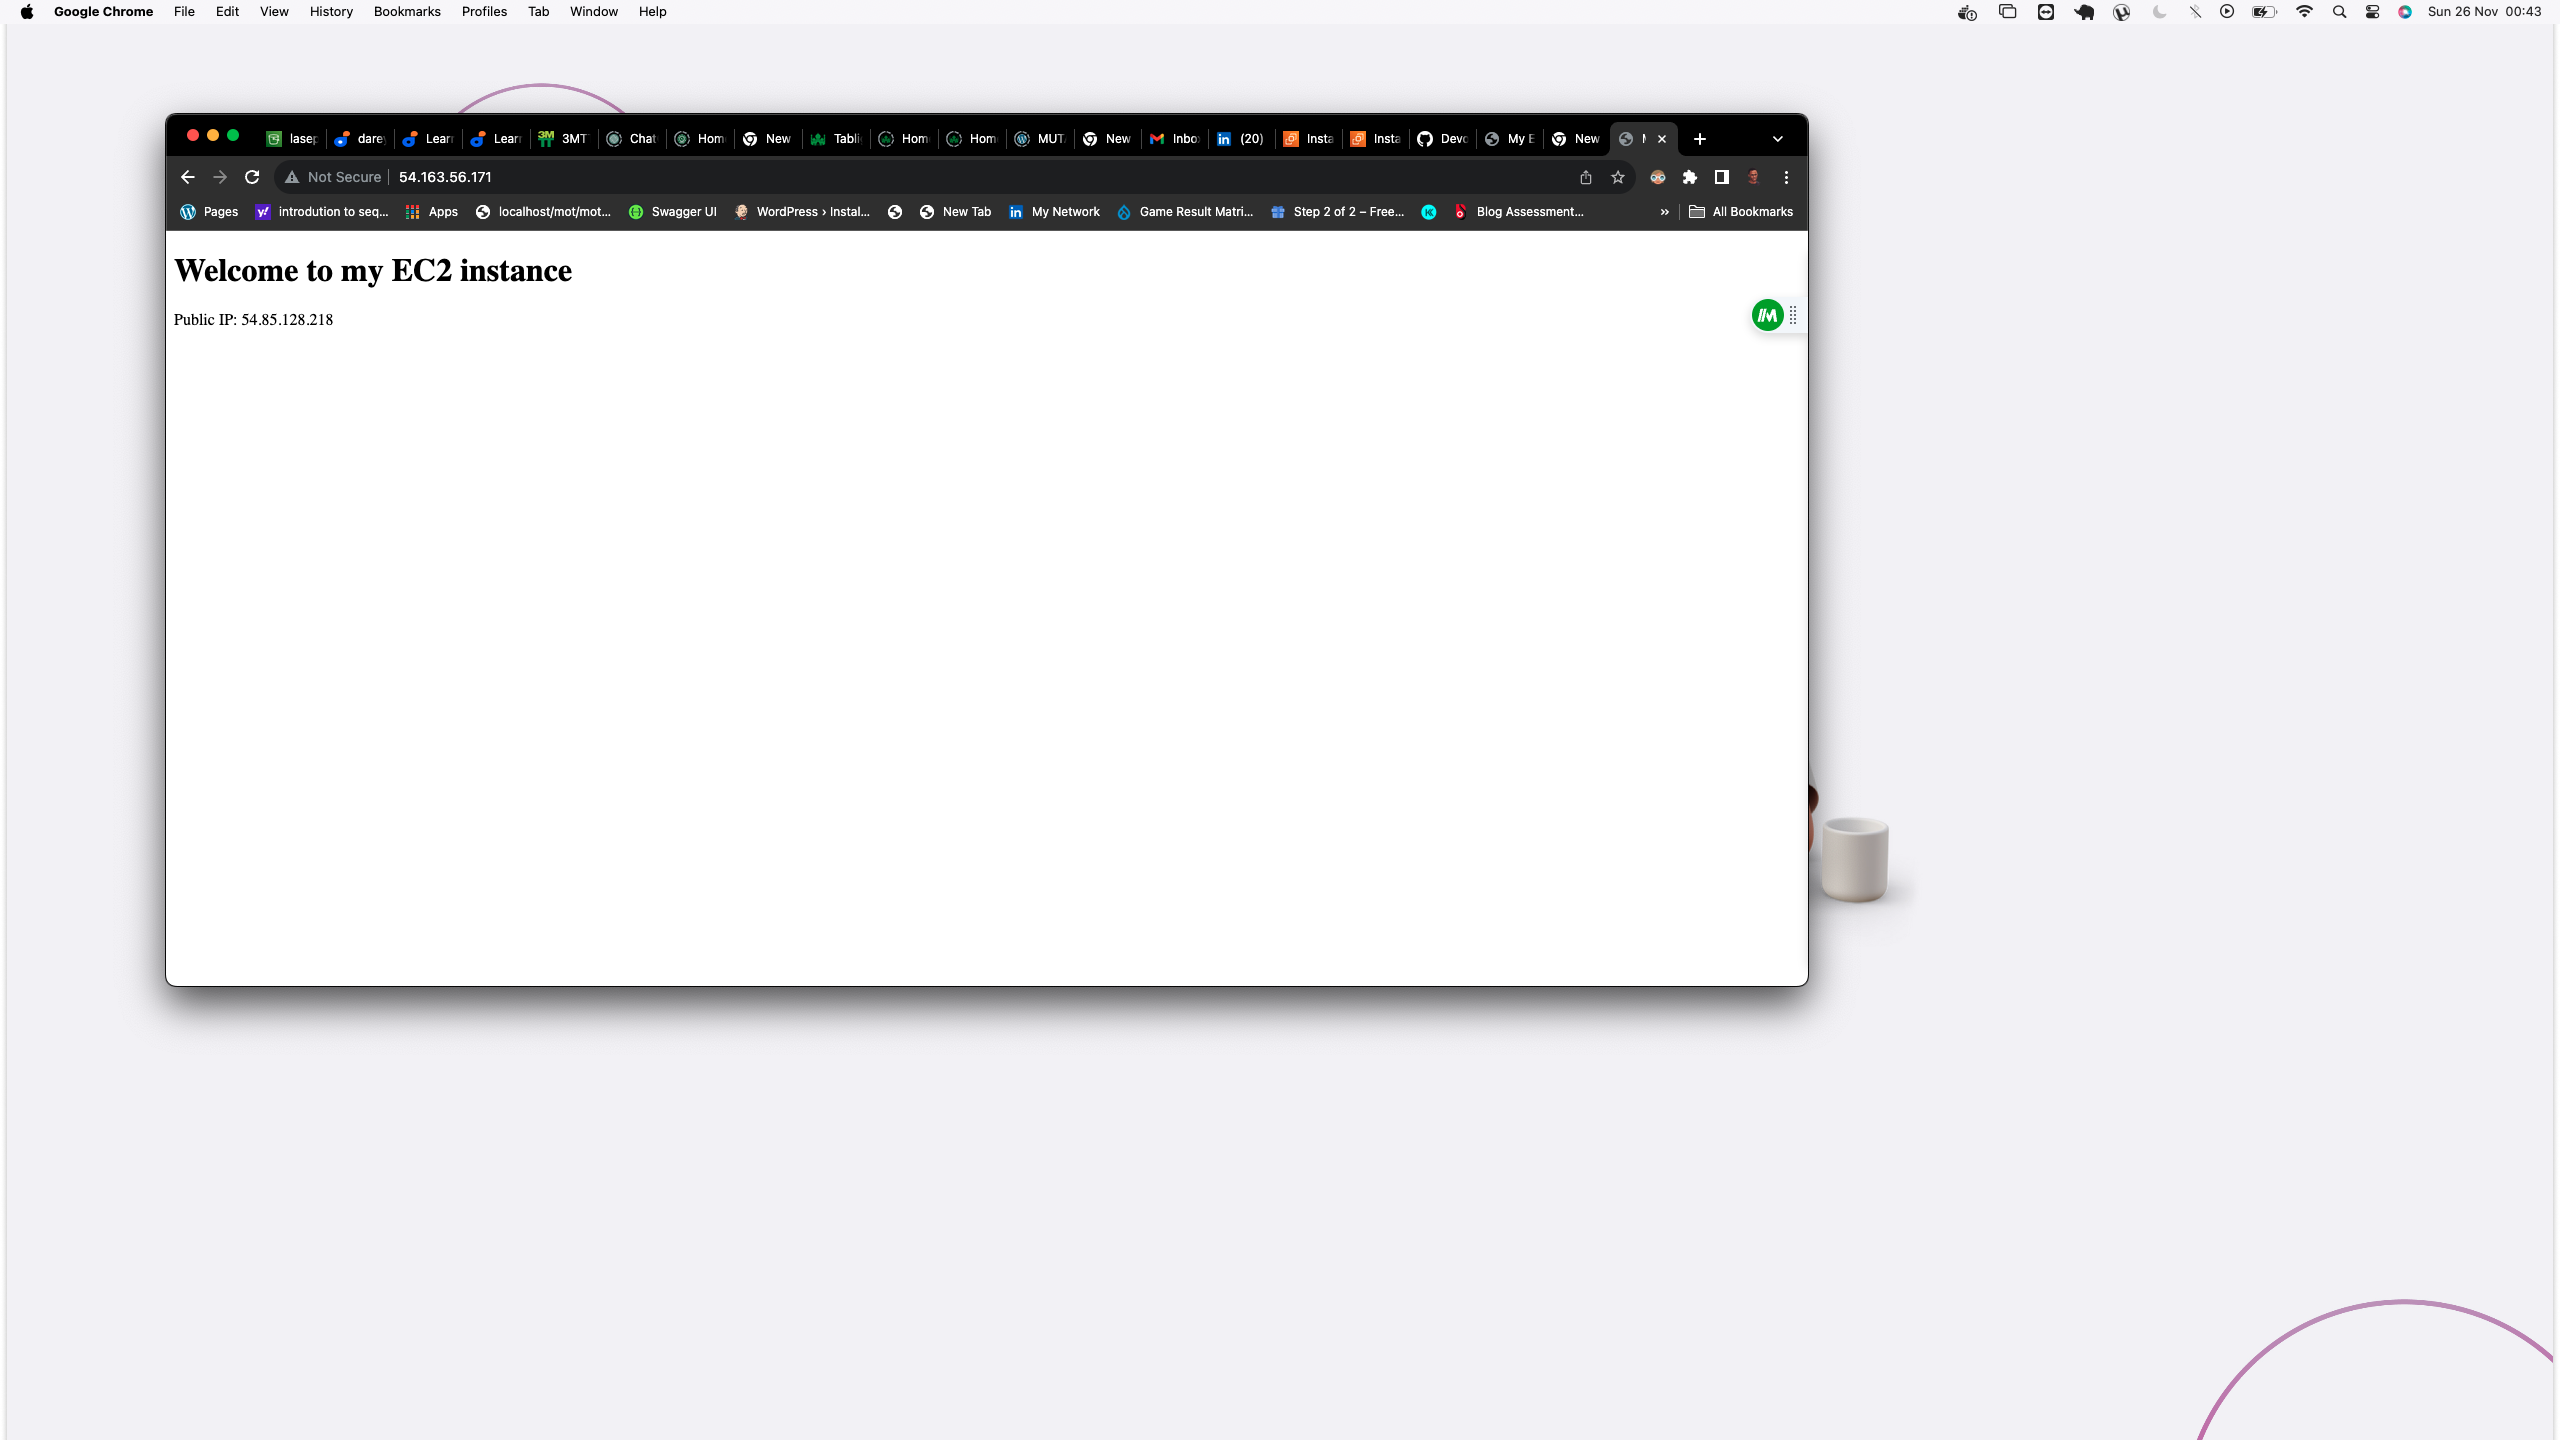 Google Chrome File Edit View History Bookmarks Profiles Tab Window Help Sun 26 Nov 00:43
lasep dare Lear Lear 3MT Chat Hom New Tabli Hom Hom MUT New Inbo (20) Insta Insta Devo My E New
Not Secure 54.163.56.171
Pages introdution to seq... Apps localhost/mot/mot... Swagger UI WordPress › Instal... New Tab My Network Game Result Matri... Step 2 of 2 – Free... Blog Assessment... » All Bookmarks
Welcome to my EC2 instance
Public IP: 54.85.128.218